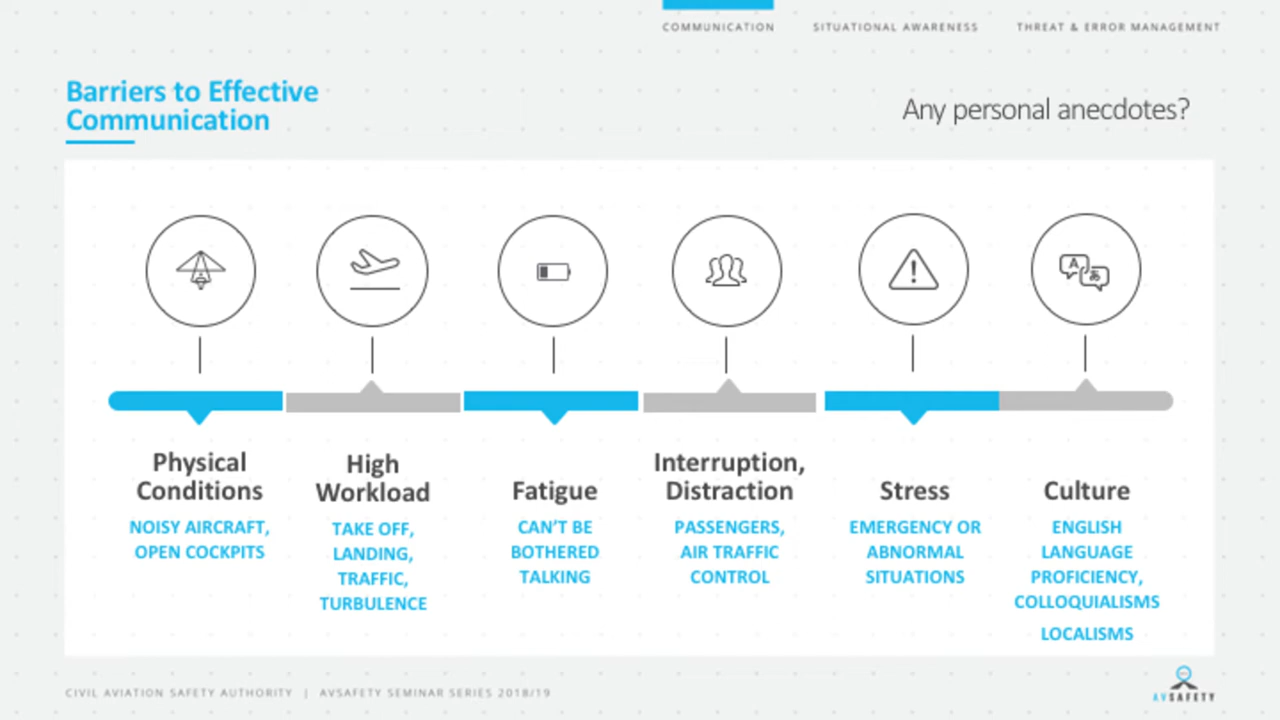 COMMUNICATION
SITUATIONAL AWARENESS
THREAT & ERROR MANAGEMENT
Barriers to Effective
Communication
Any personal anecdotes?
A
あ
Physical
Conditions
NOISY AIRCRAFT,
OPEN COCKPITS
High
Workload
TAKE OFF,
LANDING,
TRAFFIC,
TURBULENCE
Fatigue
CAN'T BE
BOTHERED
TALKING
Interruption,
Distraction
PASSENGERS,
AIR TRAFFIC
CONTROL
Stress
EMERGENCY OR
ABNORMAL
SITUATIONS
Culture
ENGLISH
LANGUAGE
PROFICIENCY,
COLLOQUIALISMS
LOCALISMS
CIVIL AVIATION SAFETY AUTHORITY | AVSAFETY SEMINAR SERIES 2018/19
AVSAFETY